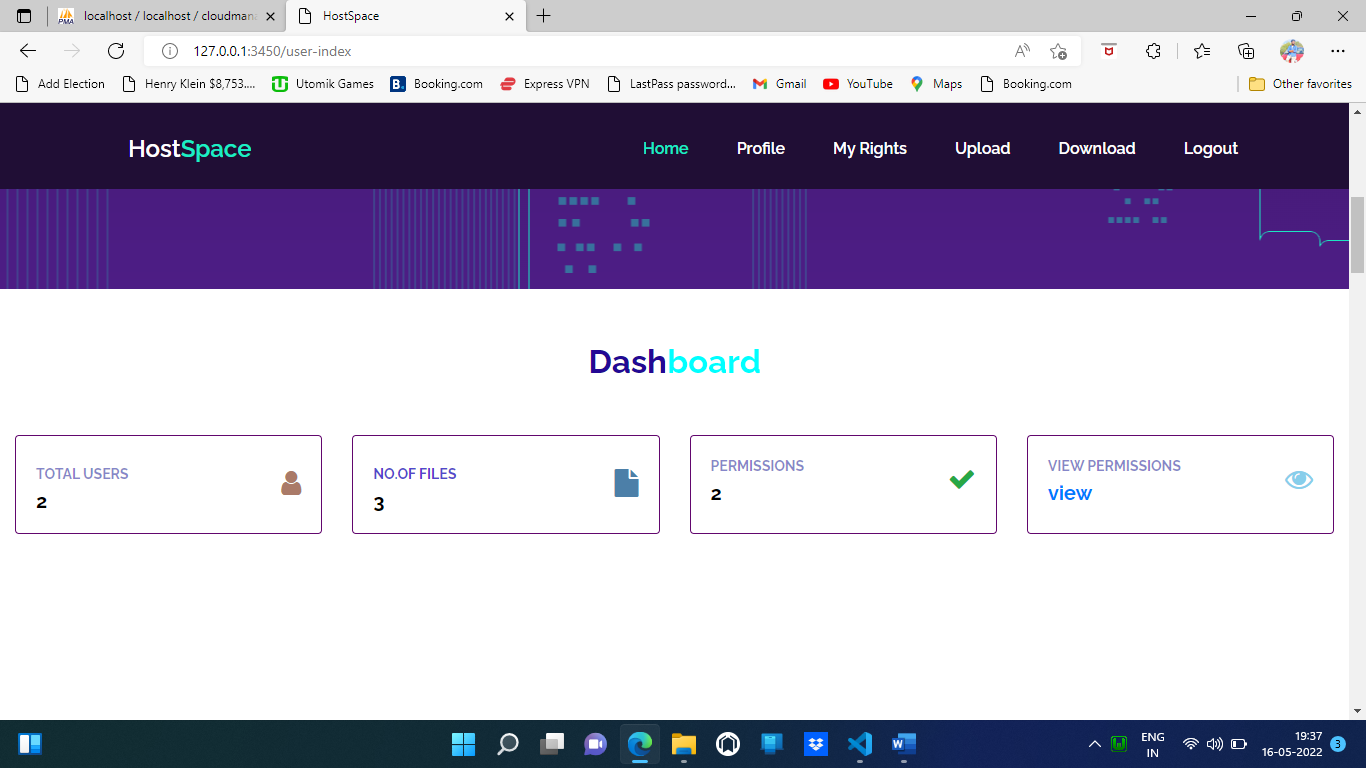 localhost / localhost / cloudmana
HostSpace
127.0.0.1:3450/user-index
Add Election
Henry Klein $8,753....
Utomik Games
Booking.com
Express VPN
LastPass password...
Gmail
YouTube
Maps
Booking.com
Other favorites
HostSpace
Home
Profile
My Rights
Upload
Download
Logout
Dashboard
TOTAL USERS
2
NO.OF FILES
3
PERMISSIONS
2
VIEW PERMISSIONS
view
ENG
IN
19:37
16-05-2022
3